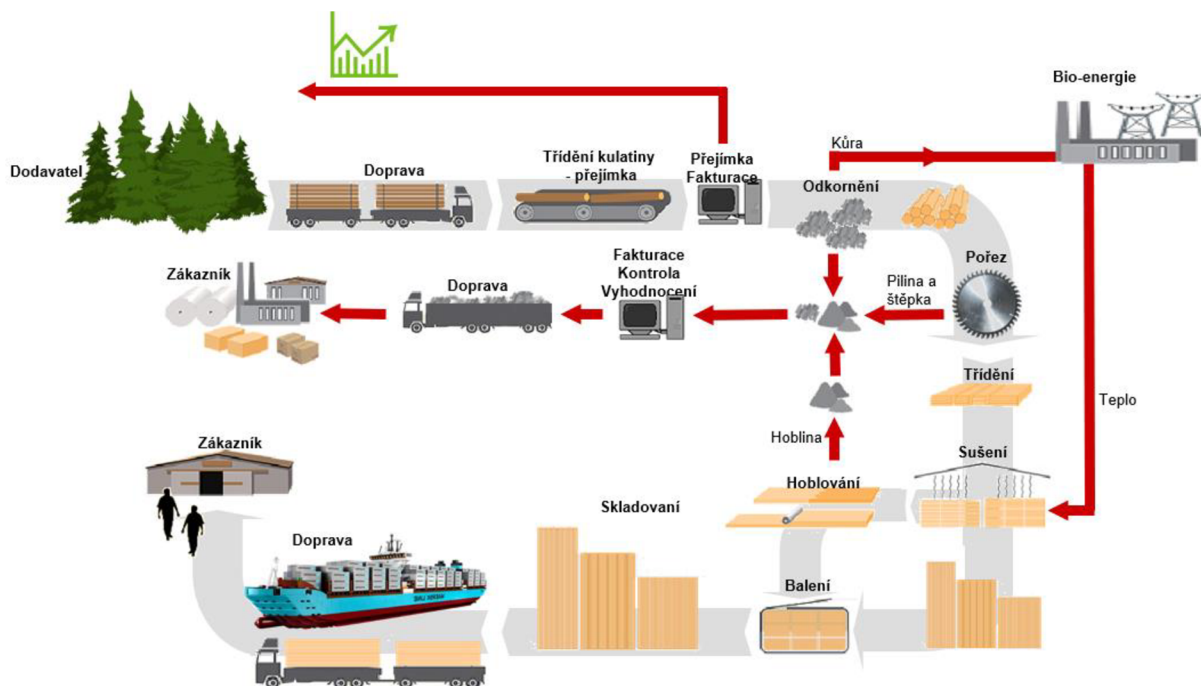 Bio-energie
Dodavatel
Doprava
Třídění kulatiny
- přejímka
Přejímka
Fakturace
Kůra
Odkornění
Pořez
Pilina a
štěpka
Fakturace
Kontrola
Vyhodnocení
Doprava
Zákazník
Třídění
Teplo
Sušení
Hoblina
Hoblování
Balení
Skladovaní
Doprava
Zákazník